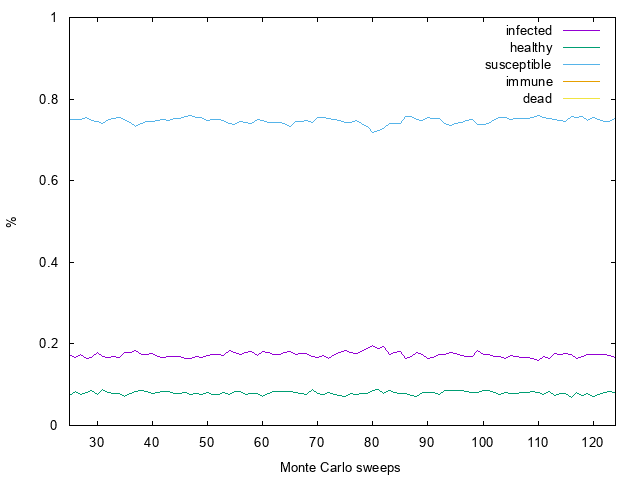 1
infected
healthy
susceptible
immune
dead
0.8
0.6
%
0.4
0.2
0
30 40 50 60 70 80 90 100 110 120
Monte Carlo sweeps